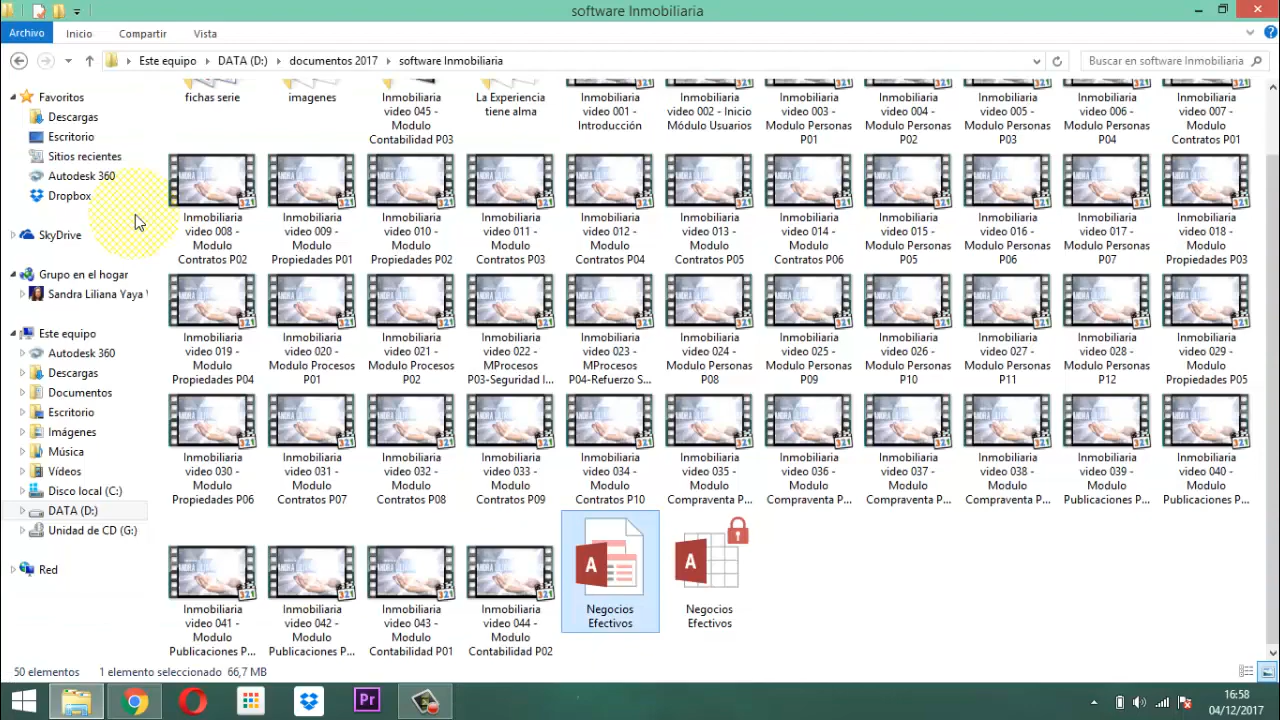 software Inmobiliaria
Archivo Inicio Compartir Vista
Este equipo DATA (D:) documentos 2017 software Inmobiliaria
Buscar en software Inmobiliaria
Favoritos
Descargas
Escritorio
Sitios recientes
Autodesk 360
Dropbox
SkyDrive
Grupo en el hogar
Sandra Liliana Yaya
Este equipo
Autodesk 360
Descargas
Documentos
Escritorio
Imágenes
Música
Vídeos
Disco local (C:)
DATA (D:)
Unidad de CD (G:)
Red
fichas serie
imagenes
Inmobiliaria
video 045 -
Modulo
Contabilidad P03
La Experiencia
tiene alma
Inmobiliaria
video 001 -
Introducción
Inmobiliaria
video 002 - Inicio
Módulo Usuarios
Inmobiliaria
video 003 -
Modulo Personas
P01
Inmobiliaria
video 004 -
Modulo Personas
P02
Inmobiliaria
video 005 -
Modulo Personas
P03
Inmobiliaria
video 006 -
Modulo Personas
P04
Inmobiliaria
video 007 -
Modulo
Contratos P01
Inmobiliaria
video 008 -
Modulo
Contratos P02
Inmobiliaria
video 009 -
Modulo
Propiedades P01
Inmobiliaria
video 010 -
Modulo
Propiedades P02
Inmobiliaria
video 011 -
Modulo
Contratos P03
Inmobiliaria
video 012 -
Modulo
Contratos P04
Inmobiliaria
video 013 -
Modulo
Contratos P05
Inmobiliaria
video 014 -
Modulo
Contratos P06
Inmobiliaria
video 015 -
Modulo Personas
P05
Inmobiliaria
video 016 -
Modulo Personas
P06
Inmobiliaria
video 017 -
Modulo Personas
P07
Inmobiliaria
video 018 -
Modulo
Propiedades P03
Inmobiliaria
video 019 -
Modulo
Propiedades P04
Inmobiliaria
video 020 -
Modulo Procesos
P01
Inmobiliaria
video 021 -
Modulo Procesos
P02
Inmobiliaria
video 022 -
MProcesos
P03-Seguridad I...
Inmobiliaria
video -023 -
MProcesos
P04-Refuerzo S...
Inmobiliaria
video 024 -
Modulo Personas
P08
Inmobiliaria
video 025 -
Modulo Personas
P09
Inmobiliaria
video 026 -
Modulo Personas
P10
Inmobiliaria
video 027 -
Modulo Personas
P11
Inmobiliaria
video 028 -
Modulo Personas
P12
Inmobiliaria
video 029 -
Modulo
Propiedades P05
Inmobiliaria
video 030 -
Modulo
Propiedades P06
Inmobiliaria
video 031 -
Modulo
Contratos P07
Inmobiliaria
video 032 -
Modulo
Contratos P08
Inmobiliaria
video 033 -
Modulo
Contratos P09
Inmobiliaria
video 034 -
Modulo
Contratos P10
Inmobiliaria
video 035 -
Modulo
Compraventa P...
Inmobiliaria
video 036 -
Modulo
Compraventa P...
Inmobiliaria
video 037 -
Modulo
Compraventa P...
Inmobiliaria
video 038 -
Modulo
Compraventa P...
Inmobiliaria
video 039 -
Modulo
Publicaciones P...
Inmobiliaria
video 040 -
Modulo
Publicaciones P...
Inmobiliaria
video 041 -
Modulo
Publicaciones P...
Inmobiliaria
video 042 -
Modulo
Publicaciones P...
Inmobiliaria
video 043 -
Modulo
Contabilidad P01
Inmobiliaria
video 044 -
Modulo
Contabilidad P02
Negocios
Efectivos
Negocios
Efectivos
50 elementos 1 elemento seleccionado 66,7 MB
Pr
16:58
04/12/2017